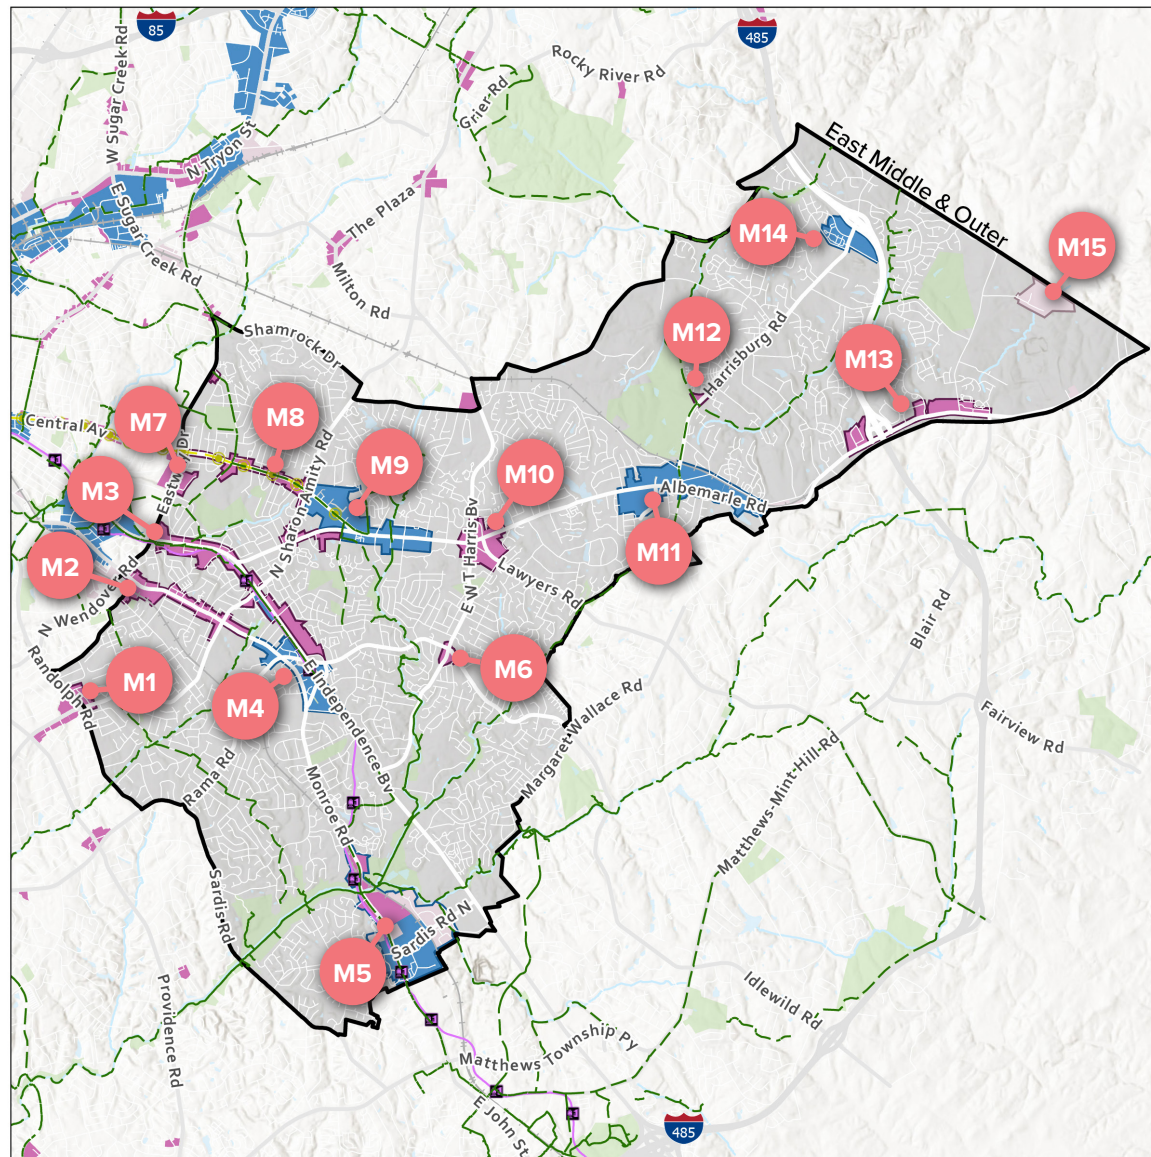 85
485
W Sugar Creek Rd
Grier Rd
Rocky River Rd
N Tryon St
E Sugar Creek Rd
The Plaza
Milton Rd
East Middle & Outer
M14
M15
Shamrock Dr
M12
Harrisburg Rd
M13
Central Av
M7
M8
Eastway Dr
N Sharon Amity Rd
M9
M10
E W T Harris Bv
M3
Albemarle Rd
M11
M2
N Wendover Rd
Lawyers Rd
Blair Rd
Randolph Rd
M1
M4
M6
E Independence Bv
Margaret Wallace Rd
Fairview Rd
Rama Rd
Monroe Rd
Matthews-Mint-Hill-Rd
Sardis Rd
Sardis Rd N
M5
Providence Rd
Idlewild Rd
Matthews Township Py
E John St
485